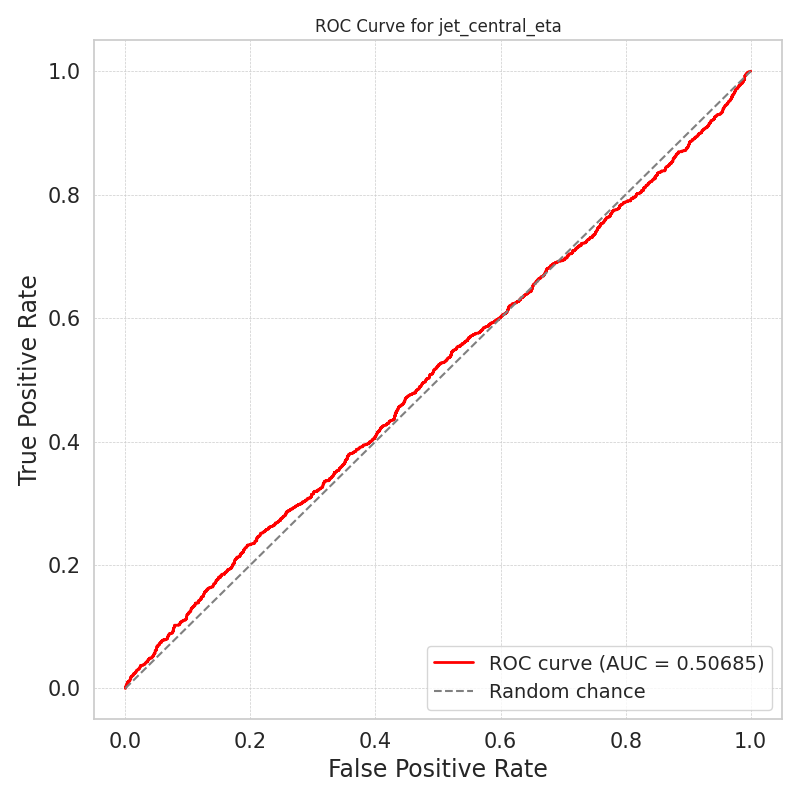 ROC Curve for jet_central_eta
True Positive Rate
1.0
0.8
0.6
0.4
0.2
0.0
ROC curve (AUC = 0.50685)
Random chance
0.0 0.2 0.4 0.6 0.8 1.0
False Positive Rate